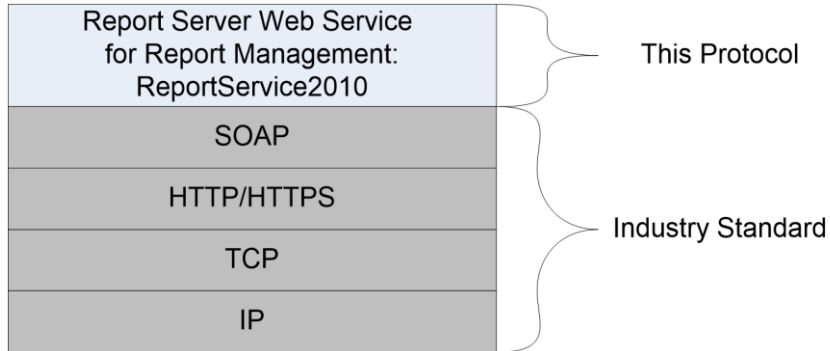 Report Server Web Service
for Report Management:
ReportService2010
This Protocol
SOAP
HTTP/HTTPS
TCP
IP
Industry Standard